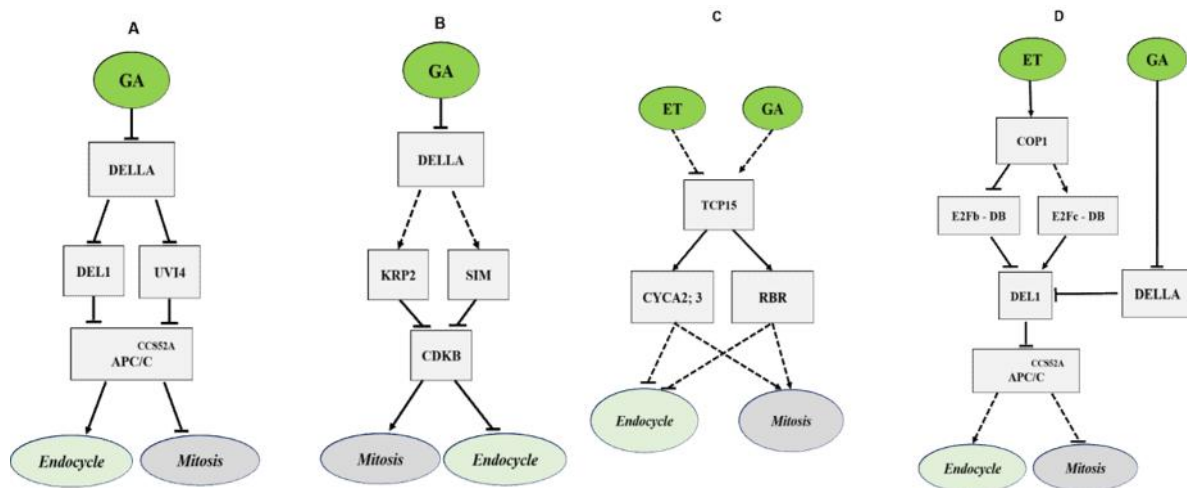 A
GA
DELLA
DEL1
UVI4
CCS52A
APC/C
Endocycle
Mitosis
B
GA
DELLA
KRP2
SIM
CDKB
Mitosis
Endocycle
C
ET
GA
TCP15
CYCA2; 3
RBR
Endocycle
Mitosis
D
ET
GA
COP1
E2Fb - DB
E2Fc - DB
DEL1
DELLA
CCS52A
APC/C
Endocycle
Mitosis